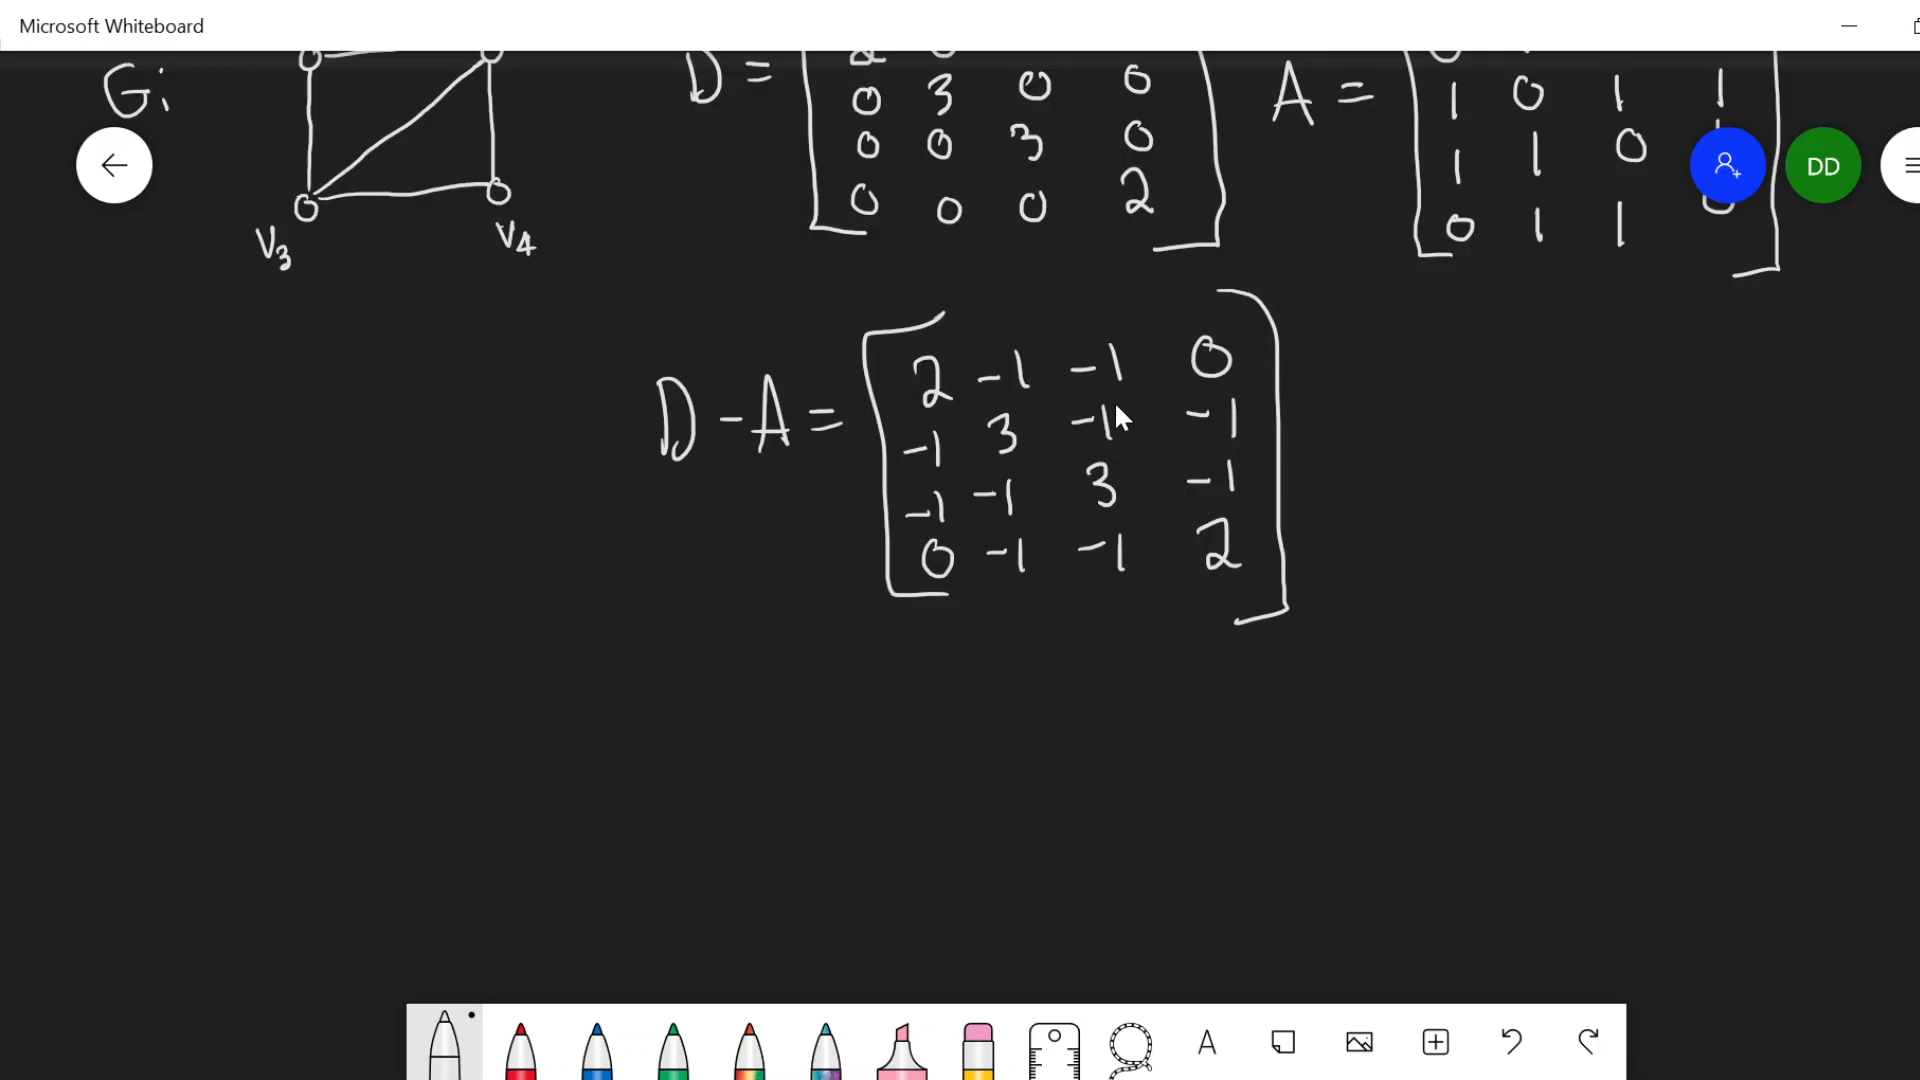 Microsoft Whiteboard
G:
V3
V4
D =
0 3 0 0
0 0 3 0
0 0 0 2
A =
1 0 1 1
1 1 0
0 1 1 0
DD
D - A =
2 -1 -1 0
-1 3 -1 -1
-1 -1 3 -1
0 -1 -1 2
A